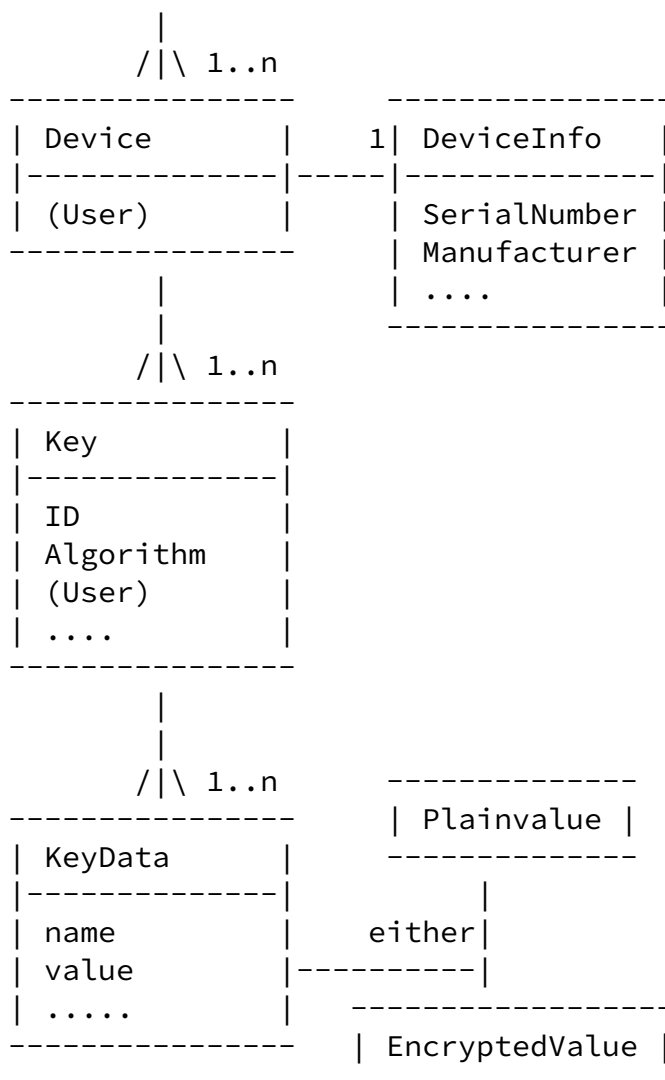 |
/|\ 1..n
---------------- ----------------
| Device | 1| DeviceInfo |
|--------------|-----|--------------|
| (User) | | SerialNumber |
---------------- | Manufacturer |
| | .... |
| ----------------
/|\ 1..n
----------------
| Key |
|--------------|
| ID |
| Algorithm |
| (User) |
| .... |
----------------
|
|
/|\ 1..n --------------
---------------- | Plainvalue |
| KeyData | --------------
|--------------| |
| name | either|
| value |----------|
| ..... | ------------------
---------------- | EncryptedValue |